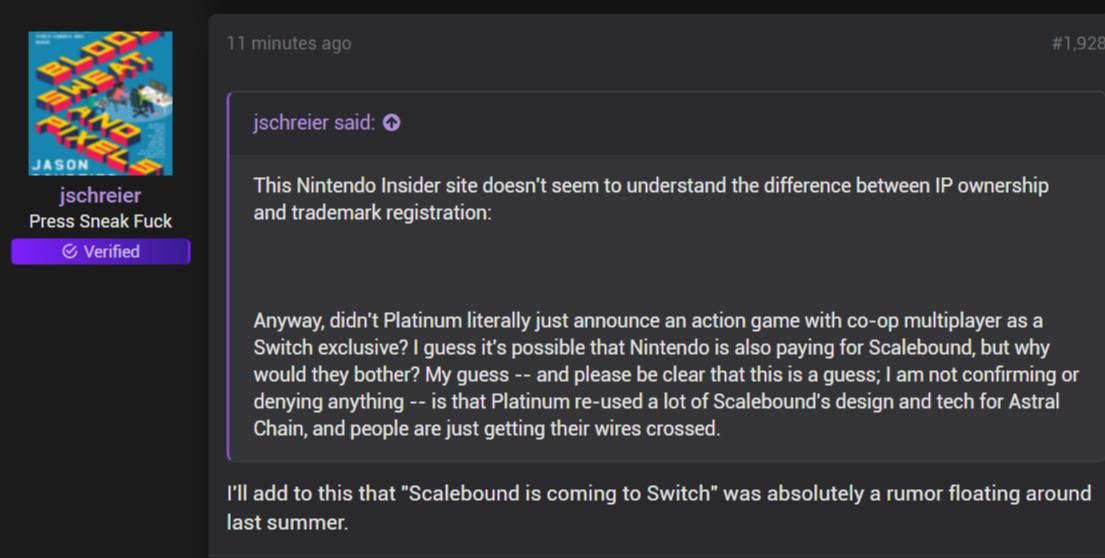 11 minutes ago
#1,928
BLOOD,
SWEAT,
AND
PIXELS
JASON
jschreier
Press Sneak Fuck
Verified
jschreier said:
This Nintendo Insider site doesn't seem to understand the difference between IP ownership
and trademark registration:
Anyway, didn't Platinum literally just announce an action game with co-op multiplayer as a
Switch exclusive? I guess it's possible that Nintendo is also paying for Scalebound, but why
would they bother? My guess -- and please be clear that this is a guess; I am not confirming or
denying anything -- is that Platinum re-used a lot of Scalebound's design and tech for Astral
Chain, and people are just getting their wires crossed.
I'll add to this that "Scalebound is coming to Switch" was absolutely a rumor floating around
last summer.